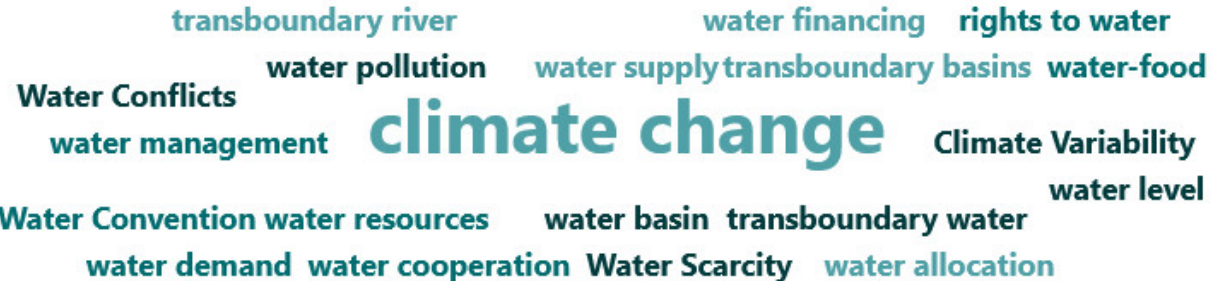 transboundary river water financing rights to water
water pollution water supply transboundary basins water-food
Water Conflicts
climate change
water management Climate Variability
water level
Water Convention water resources water basin transboundary water
water demand water cooperation Water Scarcity water allocation